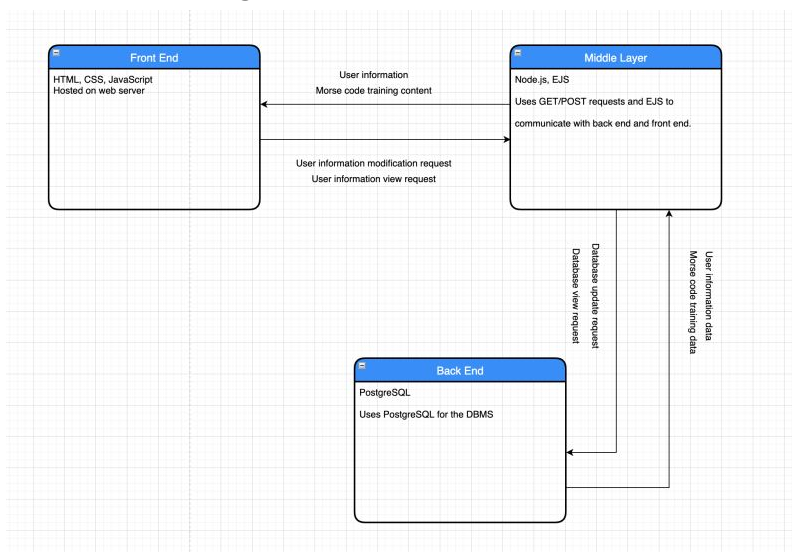 Front End
HTML, CSS, JavaScript
Hosted on web server
User information
Morse code training content
User information modification request
User information view request
Middle Layer
Node.js, EJS
Uses GET/POST requests and EJS to
communicate with back end and front end.
Database update request
Database view request
User information data
Morse code training data
Back End
PostgreSQL
Uses PostgreSQL for the DBMS